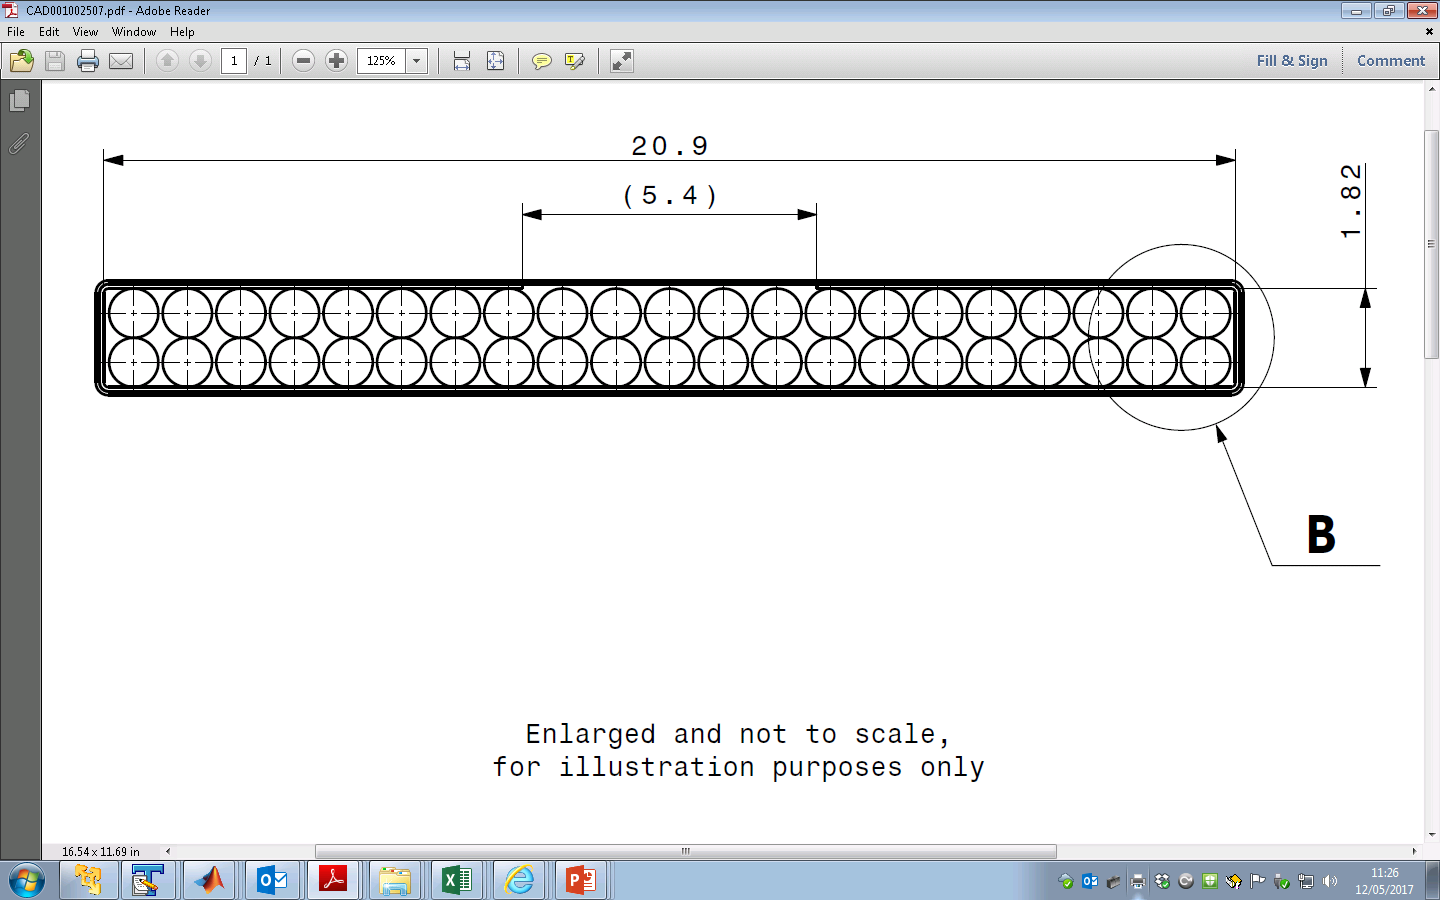 CAD001002507.pdf - Adobe Reader
File Edit View Window Help
1 / 1
125%
Fill & Sign
Comment
20.9
(5.4)
1.82
B
Enlarged and not to scale,
for illustration purposes only
16.54 x 11.69 in
11:26
12/05/2017